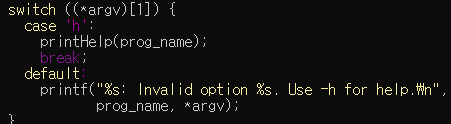 switch ((*argv)[1]) {
case 'h':
printHelp(prog_name);
break;
default:
printf("%s: Invalid option %s. Use -h for help.₩n",
prog_name, *argv);
}